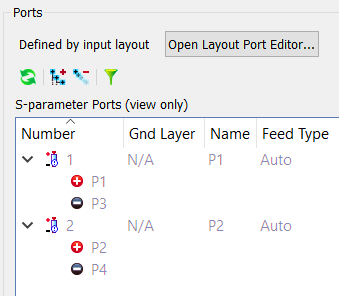 Ports
Defined by input layout Open Layout Port Editor...
S-parameter Ports (view only)
Number Gnd Layer Name Feed Type
1 N/A P1 Auto
P1
P3
2 N/A P2 Auto
P2
P4